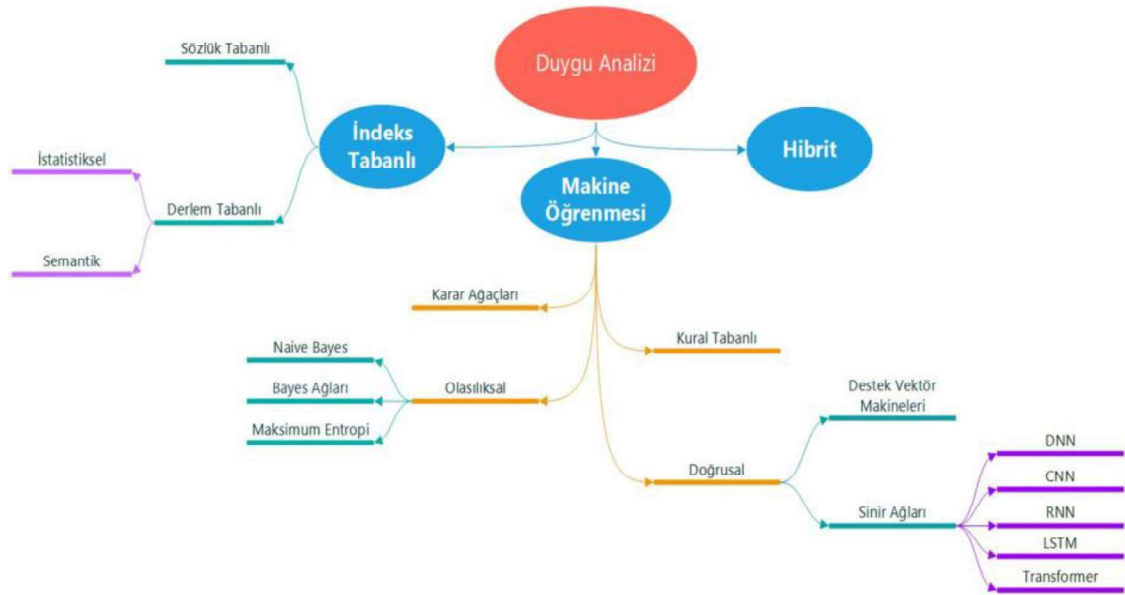 Duygu Analizi
İndeks
Tabanlı
Makine
Öğrenmesi
Hibrit
Sözlük Tabanlı
Derlem Tabanlı
İstatistiksel
Semantik
Karar Ağaçları
Kural Tabanlı
Olasılıksal
Naive Bayes
Bayes Ağları
Maksimum Entropi
Doğrusal
Destek Vektör
Makineleri
Sinir Ağları
DNN
CNN
RNN
LSTM
Transformer